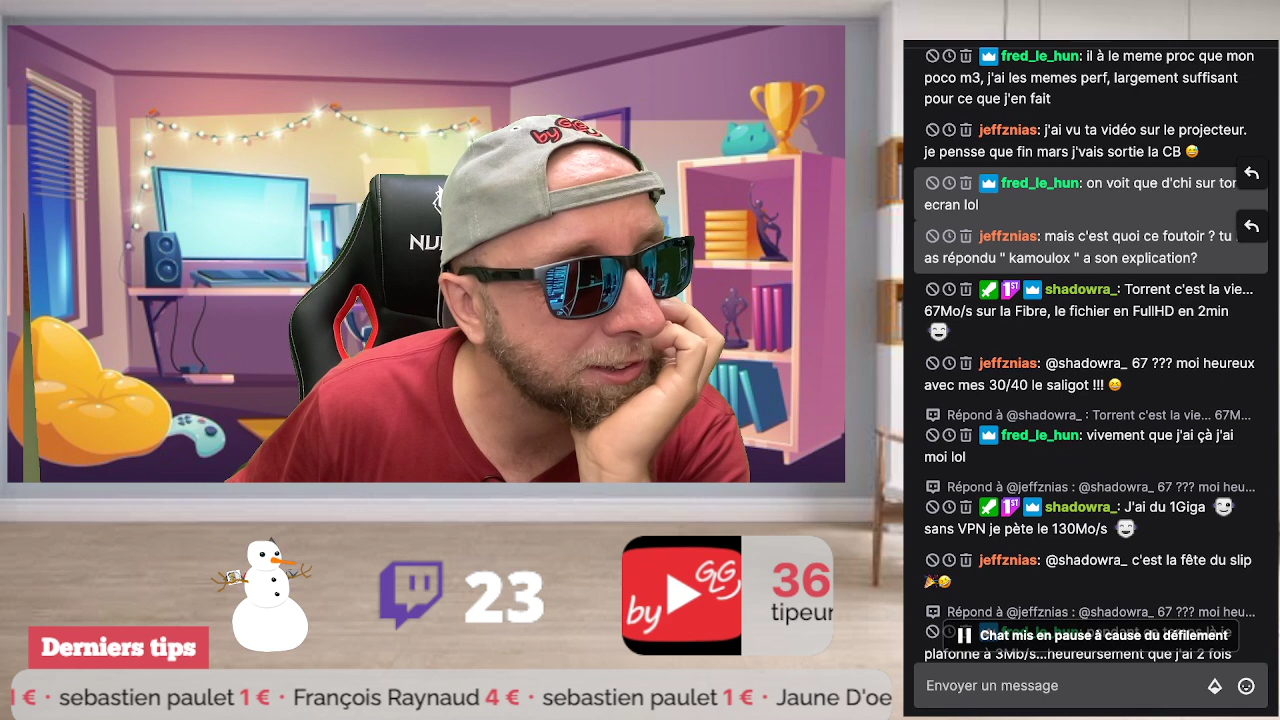 by GG
fred_le_hun: il à le meme proc que mon
poco m3, j'ai les memes perf, largement suffisant
pour ce que j'en fait
jeffznias: j'ai vu ta vidéo sur le projecteur.
je pensse que fin mars j'vais sortie la CB
fred_le_hun: on voit que d'chi sur ton
ecran lol
jeffznias: mais c'est quoi ce foutoir ? tu
as répondu " kamoulox " a son explication?
1ST shadowra_: Torrent c'est la vie...
67Mo/s sur la Fibre, le fichier en FullHD en 2min
jeffznias: @shadowra_ 67 ??? moi heureux
avec mes 30/40 le saligot !!!
Répond à @shadowra_ : Torrent c'est la vie... 67M...
fred_le_hun: vivement que j'ai çà j'ai
moi lol
Répond à @jeffznias : @shadowra_ 67 ??? moi heu...
1ST shadowra_: J'ai du 1Giga
sans VPN je pète le 130Mo/s
jeffznias: @shadowra_ c'est la fête du slip
Répond à @jeffznias : @shadowra_ 67 ??? moi heu...
Chat mis en pause à cause du défilement
plafonne à 3Mb/s...heureursement que j'ai 2 fois
Envoyer un message
23
by GG
36
tipeur
Derniers tips
1 € · sebastien paulet 1 € · François Raynaud 4 € · sebastien paulet 1 € · Jaune D'oe